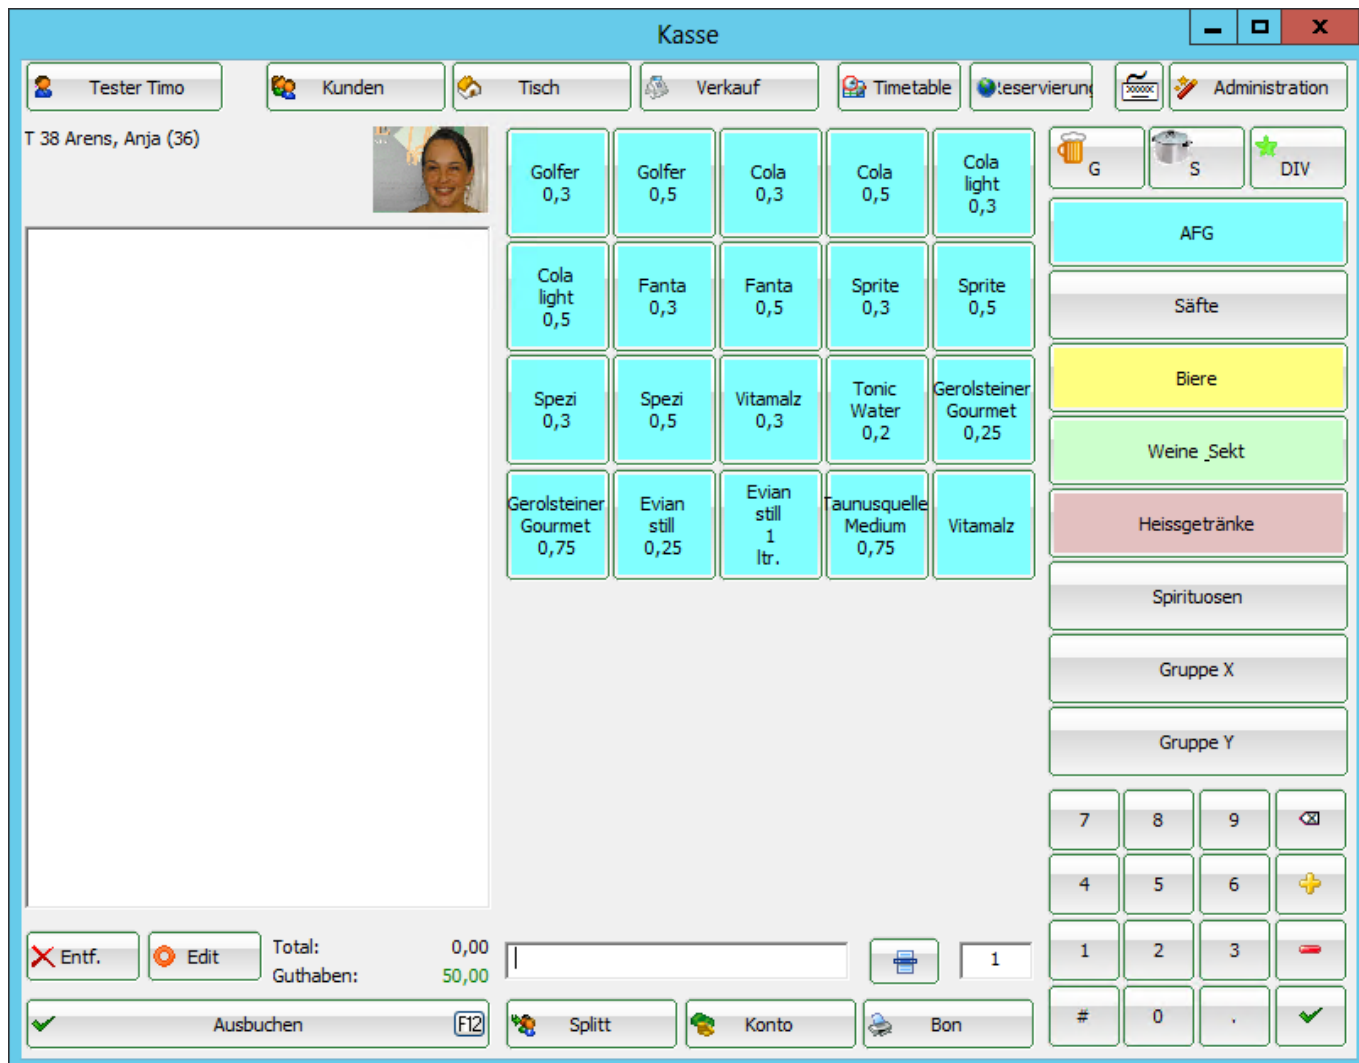 Kasse
Tester Timo
Kunden
Tisch
Verkauf
Timetable
eservierung
Administration
T 38 Arens, Anja (36)
Golfer
0,3
Golfer
0,5
Cola
0,3
Cola
0,5
Cola
light
0,3
G
S
DIV
AFG
Cola
light
0,5
Fanta
0,3
Fanta
0,5
Sprite
0,3
Sprite
0,5
Säfte
Spezi
0,3
Spezi
0,5
Vitamalz
0,3
Tonic
Water
0,2
Gerolsteiner
Gourmet
0,25
Biere
Weine _Sekt
Gerolsteiner
Gourmet
0,75
Evian
still
0,25
Evian
still
1
ltr.
Taunusquelle
Medium
0,75
Vitamalz
Heissgetränke
Spirituosen
Gruppe X
Gruppe Y
7
8
9
4
5
6
1
2
3
#
0
.
Entf.
Edit
Total: 0,00
Guthaben: 50,00
1
Ausbuchen F12
Splitt
Konto
Bon